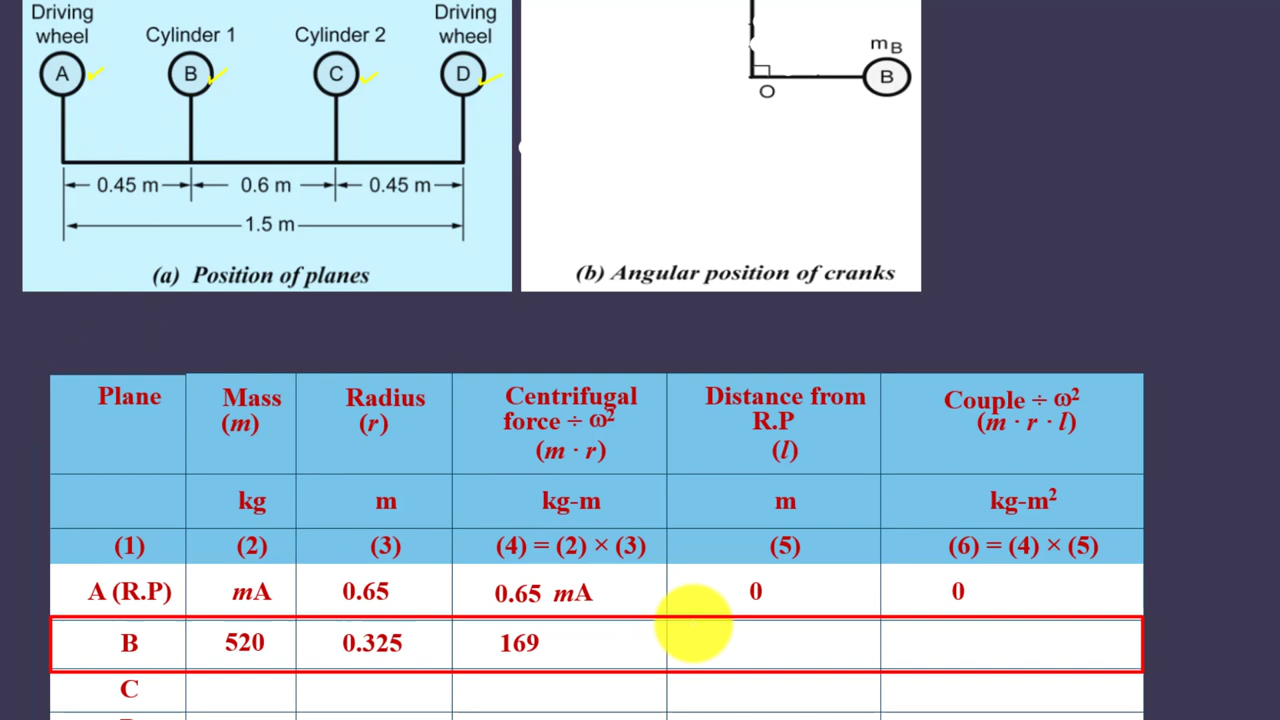 Driving wheel
Cylinder 1
Cylinder 2
Driving wheel
A
B
C
D
0.45 m
0.6 m
0.45 m
1.5 m
(a) Position of planes
mB
B
O
(b) Angular position of cranks
Plane
Mass (m)
Radius (r)
Centrifugal force ÷ ω² (m · r)
Distance from R.P (l)
Couple ÷ ω² (m · r · l)
kg m kg-m m kg-m²
(1) (2) (3) (4) = (2) × (3) (5) (6) = (4) × (5)
A (R.P) mA 0.65 0.65 mA 0 0
B 520 0.325 169
C